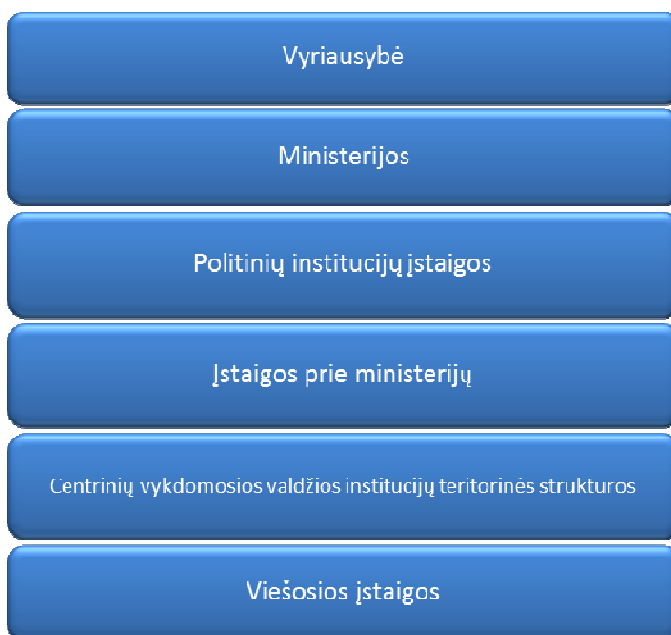 Vyriausybė
Ministerijos
Politinių institucijų įstaigos
Įstaigos prie ministerijų
Centrinių vykdomosios valdžios institucijų teritorinės strukturos
Viešosios įstaigos